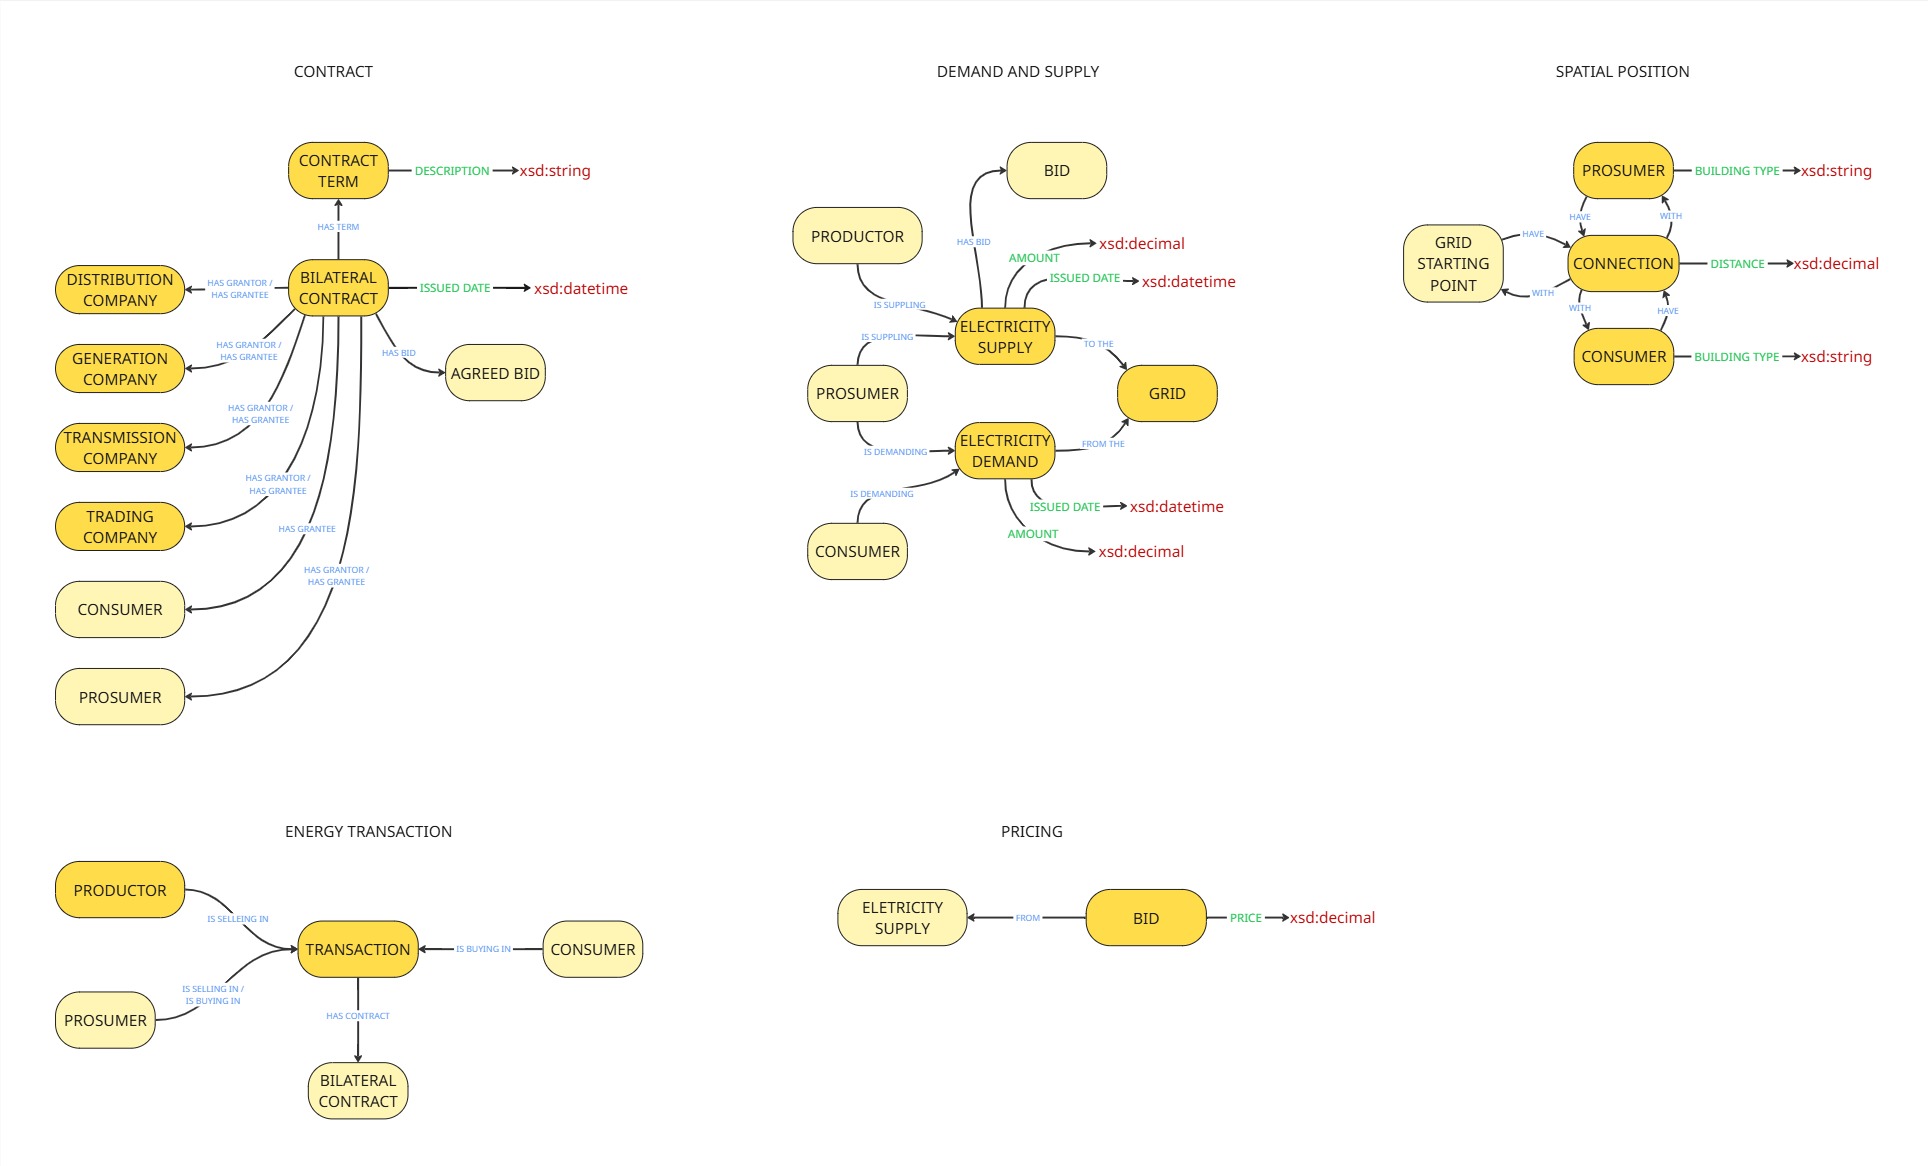 CONTRACT
CONTRACT
TERM
DESCRIPTION
xsd:string
HAS TERM
BILATERAL
CONTRACT
ISSUED DATE
xsd:datetime
DISTRIBUTION
COMPANY
HAS GRANTOR /
HAS GRANTEE
GENERATION
COMPANY
HAS GRANTOR /
HAS GRANTEE
HAS BID
AGREED BID
TRANSMISSION
COMPANY
HAS GRANTOR /
HAS GRANTEE
TRADING
COMPANY
HAS GRANTOR /
HAS GRANTEE
HAS GRANTEE
CONSUMER
HAS GRANTOR /
HAS GRANTEE
PROSUMER
DEMAND AND SUPPLY
BID
PRODUCTOR
HAS BID
AMOUNT
xsd:decimal
ISSUED DATE
xsd:datetime
IS SUPPLING
IS SUPPLING
ELECTRICITY
SUPPLY
TO THE
PROSUMER
GRID
IS DEMANDING
ELECTRICITY
DEMAND
FROM THE
IS DEMANDING
ISSUED DATE
xsd:datetime
AMOUNT
xsd:decimal
CONSUMER
SPATIAL POSITION
PROSUMER
BUILDING TYPE
xsd:string
HAVE
WITH
GRID
STARTING
POINT
HAVE
WITH
CONNECTION
DISTANCE
xsd:decimal
WITH
HAVE
CONSUMER
BUILDING TYPE
xsd:string
ENERGY TRANSACTION
PRODUCTOR
IS SELLEING IN
TRANSACTION
IS BUYING IN
CONSUMER
IS SELLING IN /
IS BUYING IN
PROSUMER
HAS CONTRACT
BILATERAL
CONTRACT
PRICING
ELETRICITY
SUPPLY
FROM
BID
PRICE
xsd:decimal